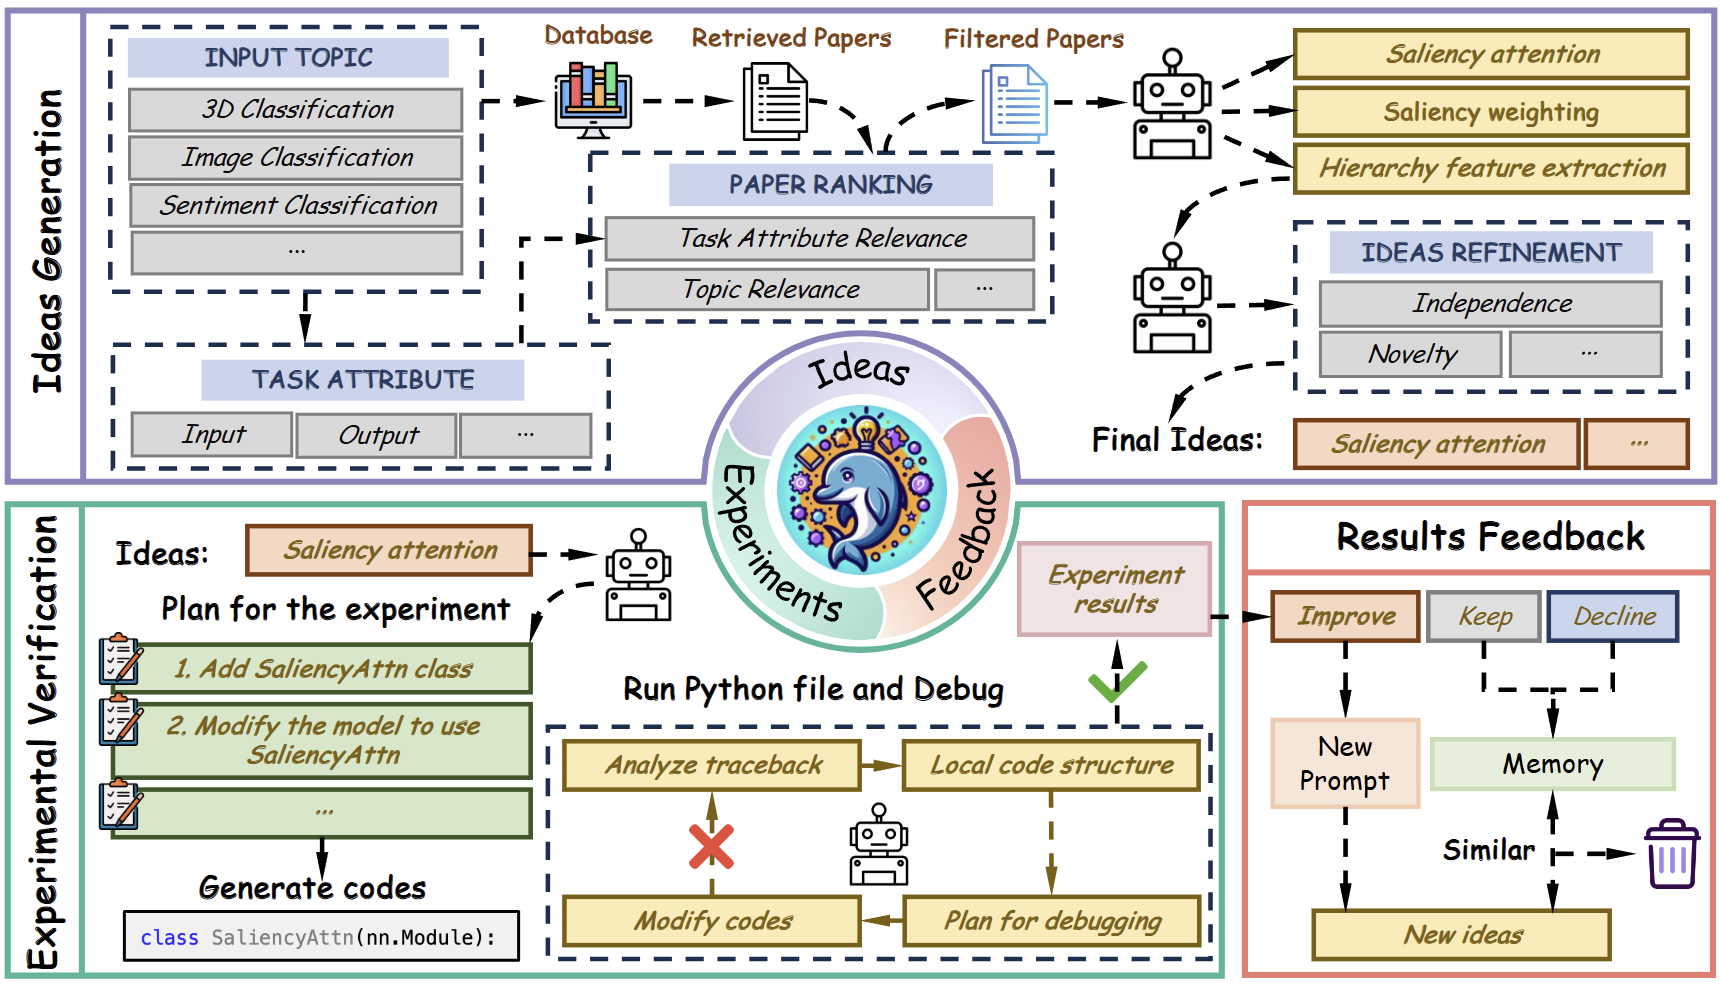 Ideas Generation
INPUT TOPIC
3D Classification
Image Classification
Sentiment Classification
...
TASK ATTRIBUTE
Input
Output
...
Database
Retrieved Papers
Filtered Papers
PAPER RANKING
Task Attribute Relevance
Topic Relevance
...
Saliency attention
Saliency weighting
Hierarchy feature extraction
IDEAS REFINEMENT
Independence
Novelty
...
Final Ideas:
Saliency attention
...
Ideas
Experiments
Feedback
Experimental Verification
Ideas:
Saliency attention
Plan for the experiment
1. Add SaliencyAttn class
2. Modify the model to use
SaliencyAttn
...
Generate codes
class SaliencyAttn(nn.Module):
Run Python file and Debug
Analyze traceback
Local code structure
Modify codes
Plan for debugging
Experiment
results
Results Feedback
Improve
Keep
Decline
New
Prompt
Memory
Similar
New ideas